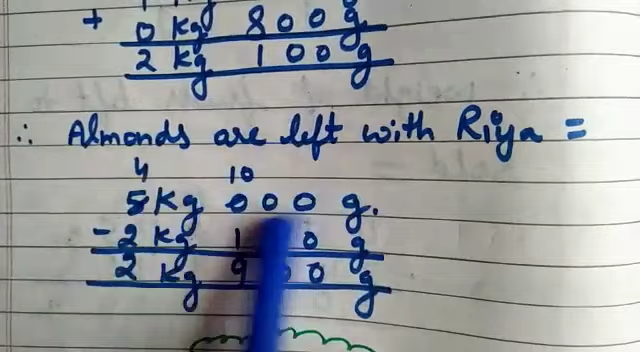 + 0 kg 800 g
2 kg 100 g
∴ Almonds are left with Riya =
4 10
5 kg 000 g.
- 2 kg 1 0 g
2 kg 9 0 g